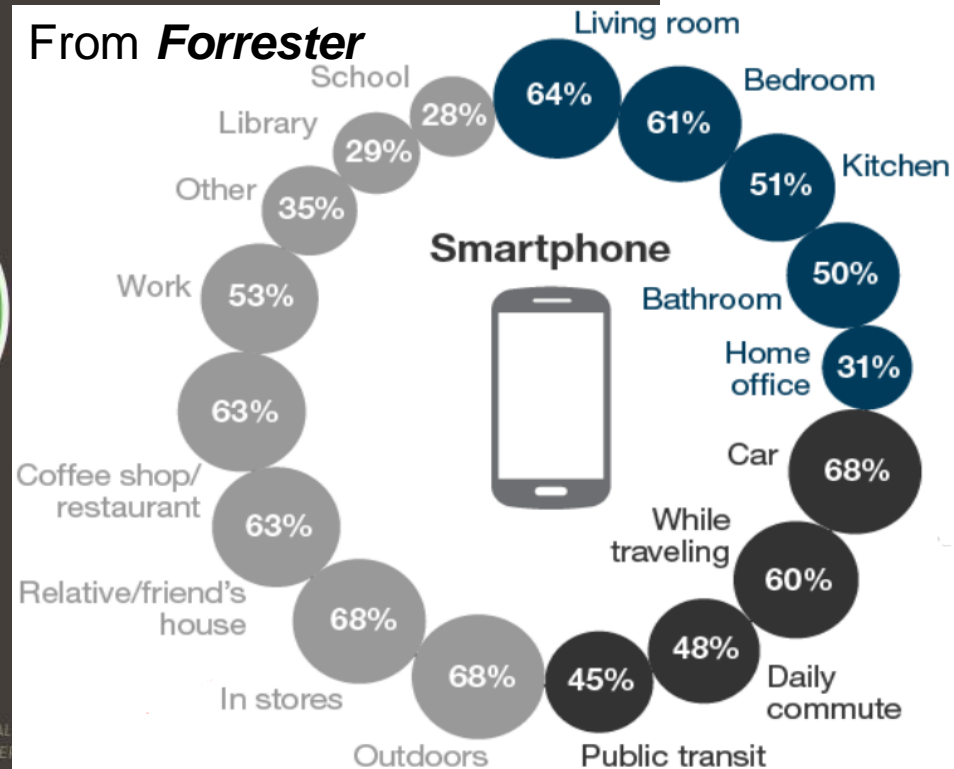 From Forrester
Living room
64%
Bedroom
61%
Kitchen
51%
Bathroom
50%
Home
office
31%
Car
68%
While
traveling
60%
Daily
commute
48%
Public transit
45%
Outdoors
68%
In stores
68%
Relative/friend's
house
63%
Coffee shop/
restaurant
63%
Work
53%
Other
35%
Library
29%
School
28%
Smartphone